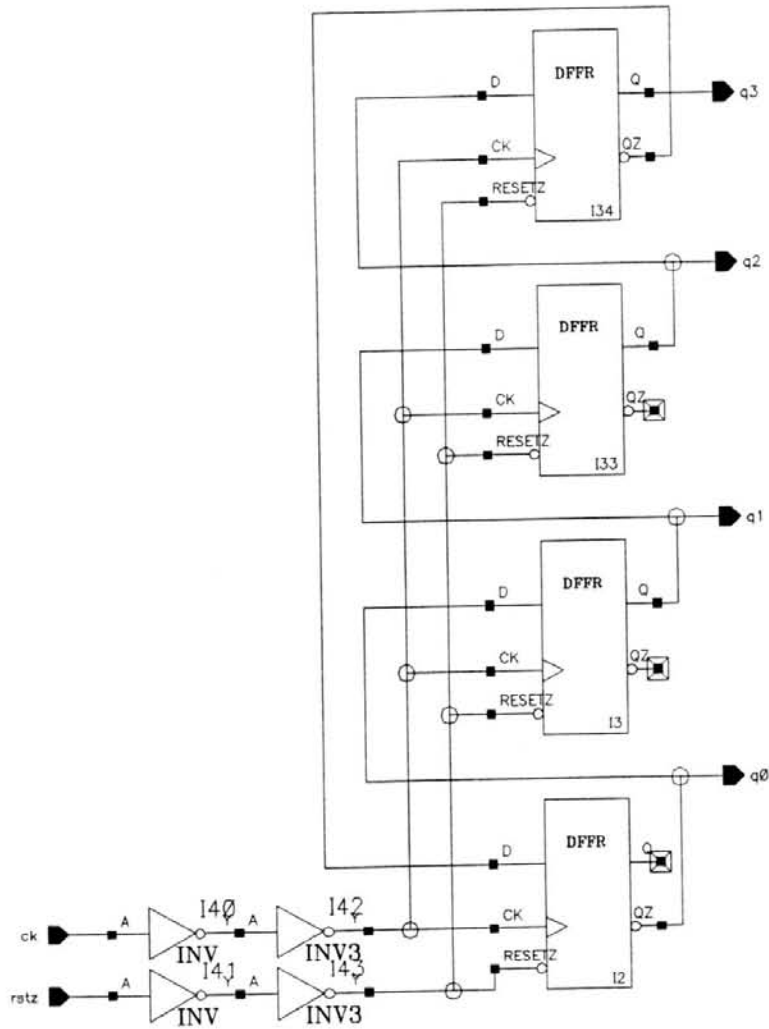 DFFR
D
Q
q3
CK
QZ
RESETZ
I34
q2
DFFR
D
Q
CK
QZ
RESETZ
I33
q1
DFFR
D
Q
CK
QZ
RESETZ
I3
q0
DFFR
D
Q
ck
A
I40
Y
A
I42
Y
CK
QZ
INV
INV3
RESETZ
rstz
A
I41
Y
A
I43
Y
I2
INV
INV3